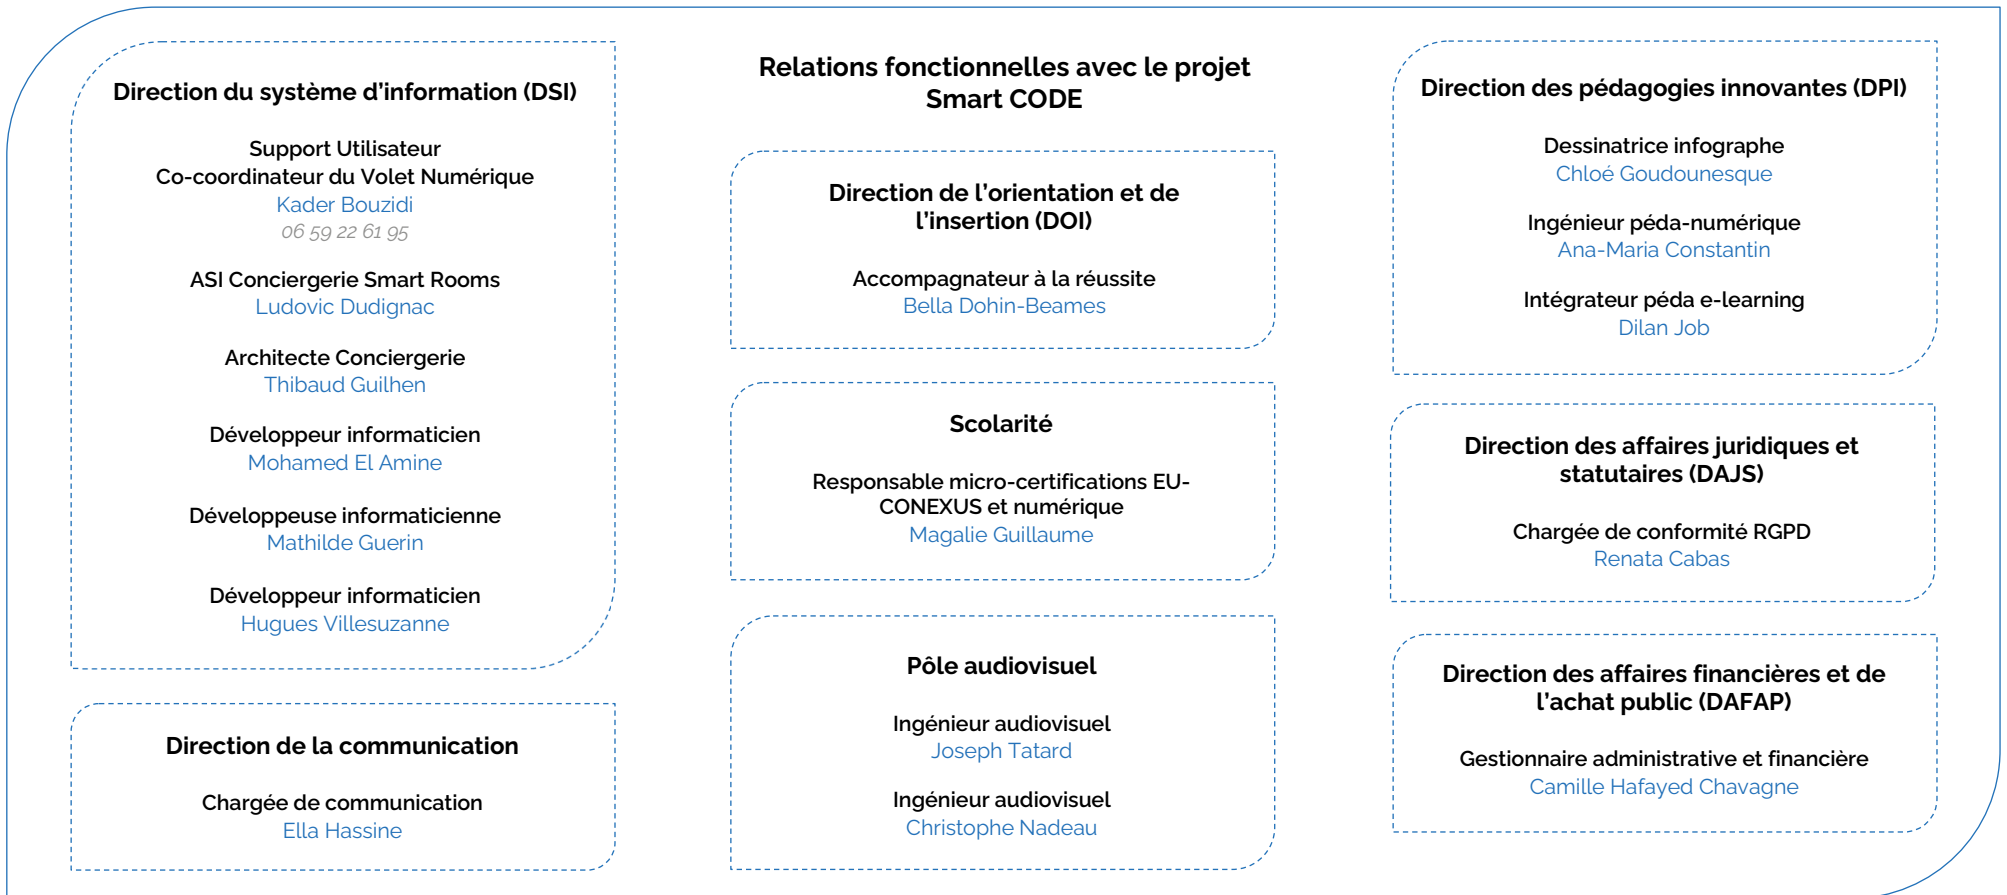 Relations fonctionnelles avec le projet
Smart CODE
Direction du système d’information (DSI)
Support Utilisateur
Co-coordinateur du Volet Numérique
Kader Bouzidi
06 59 22 61 95
ASI Conciergerie Smart Rooms
Ludovic Dudignac
Architecte Conciergerie
Thibaud Guilhen
Développeur informaticien
Mohamed El Amine
Développeuse informaticienne
Mathilde Guerin
Développeur informaticien
Hugues Villesuzanne
Direction de la communication
Chargée de communication
Ella Hassine
Direction de l’orientation et de
l’insertion (DOI)
Accompagnateur à la réussite
Bella Dohin-Beames
Scolarité
Responsable micro-certifications EU-
CONEXUS et numérique
Magalie Guillaume
Pôle audiovisuel
Ingénieur audiovisuel
Joseph Tatard
Ingénieur audiovisuel
Christophe Nadeau
Direction des pédagogies innovantes (DPI)
Dessinatrice infographe
Chloé Goudounesque
Ingénieur péda-numérique
Ana-Maria Constantin
Intégrateur péda e-learning
Dilan Job
Direction des affaires juridiques et
statutaires (DAJS)
Chargée de conformité RGPD
Renata Cabas
Direction des affaires financières et de
l’achat public (DAFAP)
Gestionnaire administrative et financière
Camille Hafayed Chavagne